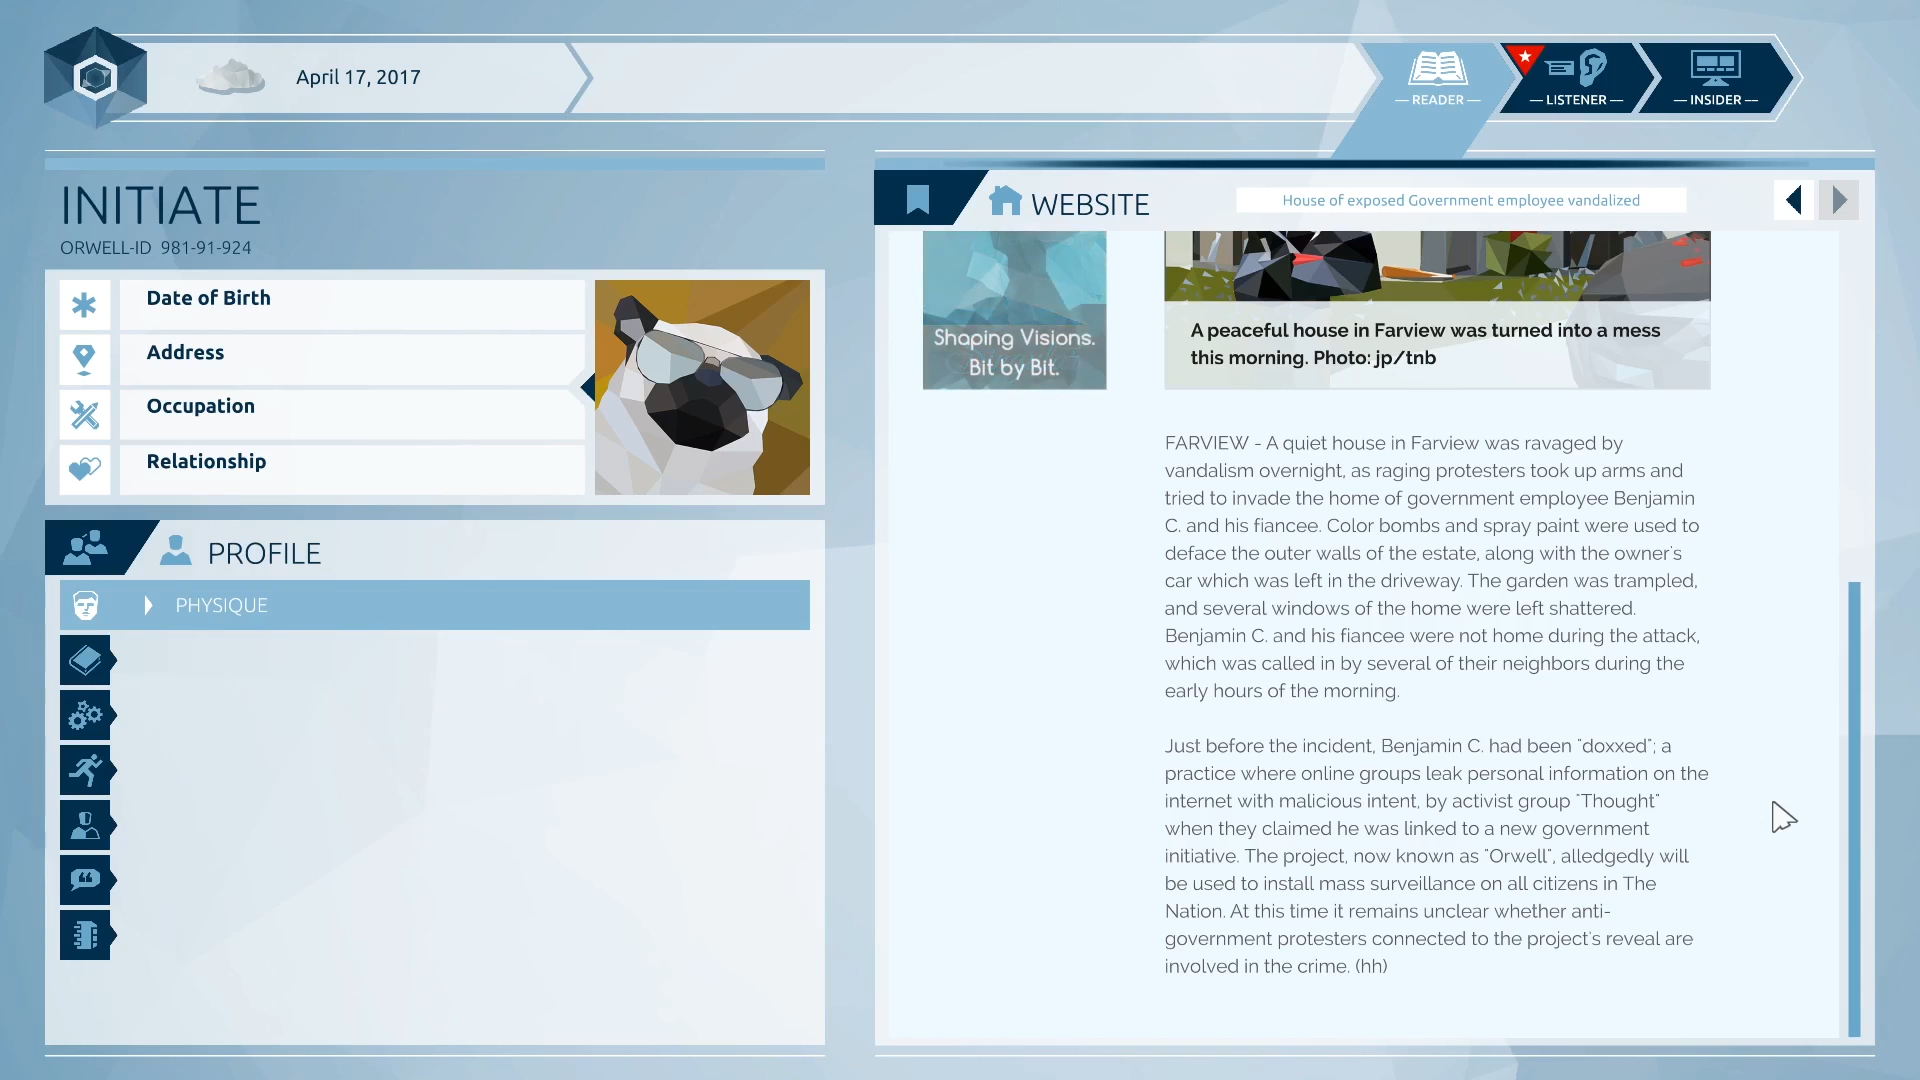 April 17, 2017
— READER —
— LISTENER —
— INSIDER —
INITIATE
ORWELL-ID 981-91-924
Date of Birth
Address
Occupation
Relationship
PROFILE
PHYSIQUE
WEBSITE
House of exposed Government employee vandalized
Shaping Visions.
Bit by Bit.
A peaceful house in Farview was turned into a mess
this morning. Photo: jp/tnb
FARVIEW - A quiet house in Farview was ravaged by
vandalism overnight, as raging protesters took up arms and
tried to invade the home of government employee Benjamin
C. and his fiancee. Color bombs and spray paint were used to
deface the outer walls of the estate, along with the owner's
car which was left in the driveway. The garden was trampled,
and several windows of the home were left shattered.
Benjamin C. and his fiancee were not home during the attack,
which was called in by several of their neighbors during the
early hours of the morning.
Just before the incident, Benjamin C. had been "doxxed"; a
practice where online groups leak personal information on the
internet with malicious intent, by activist group "Thought"
when they claimed he was linked to a new government
initiative. The project, now known as "Orwell", alledgedly will
be used to install mass surveillance on all citizens in The
Nation. At this time it remains unclear whether anti-
government protesters connected to the project's reveal are
involved in the crime. (hh)